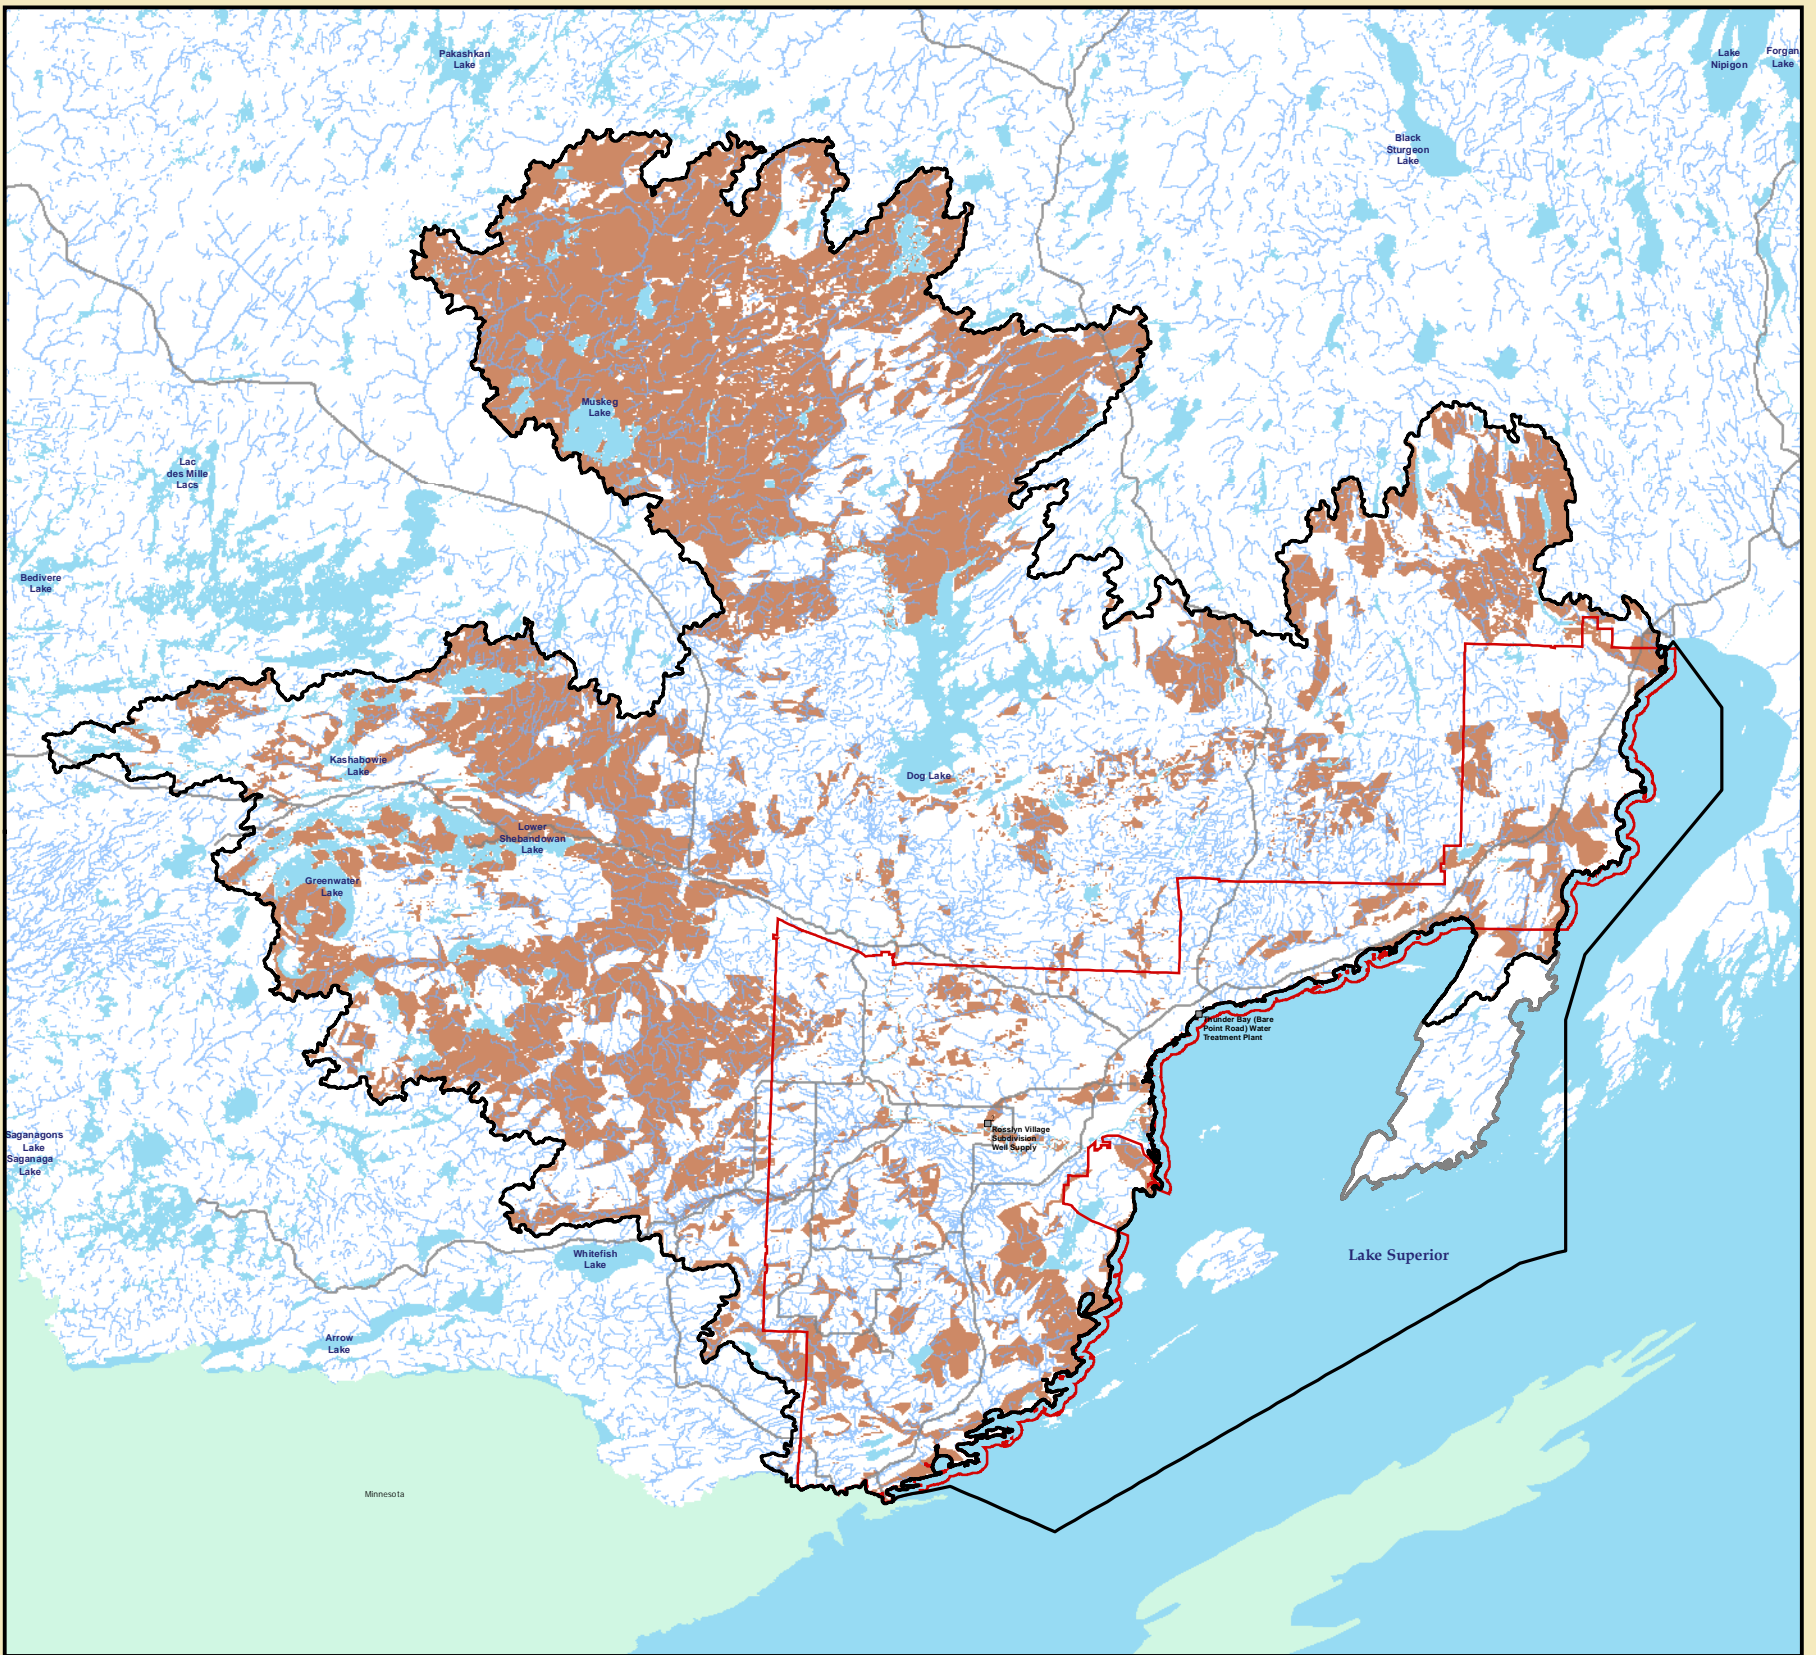 Pakashkan
Lake
Lake
Nipigon
Forgan
Lake
Black
Sturgeon
Lake
Muskeg
Lake
Lac
des Mille
Lacs
Bedivere
Lake
Kashabowie
Lake
Dog Lake
Lower
Shebandowan
Lake
Greenwater
Lake
Thunder Bay (Bare
Point Road) Water
Treatment Plant
Rosslyn Village
Subdivision
Well Supply
Saganagons
Lake
Saganaga
Lake
Whitefish
Lake
Lake Superior
Arrow
Lake
Minnesota